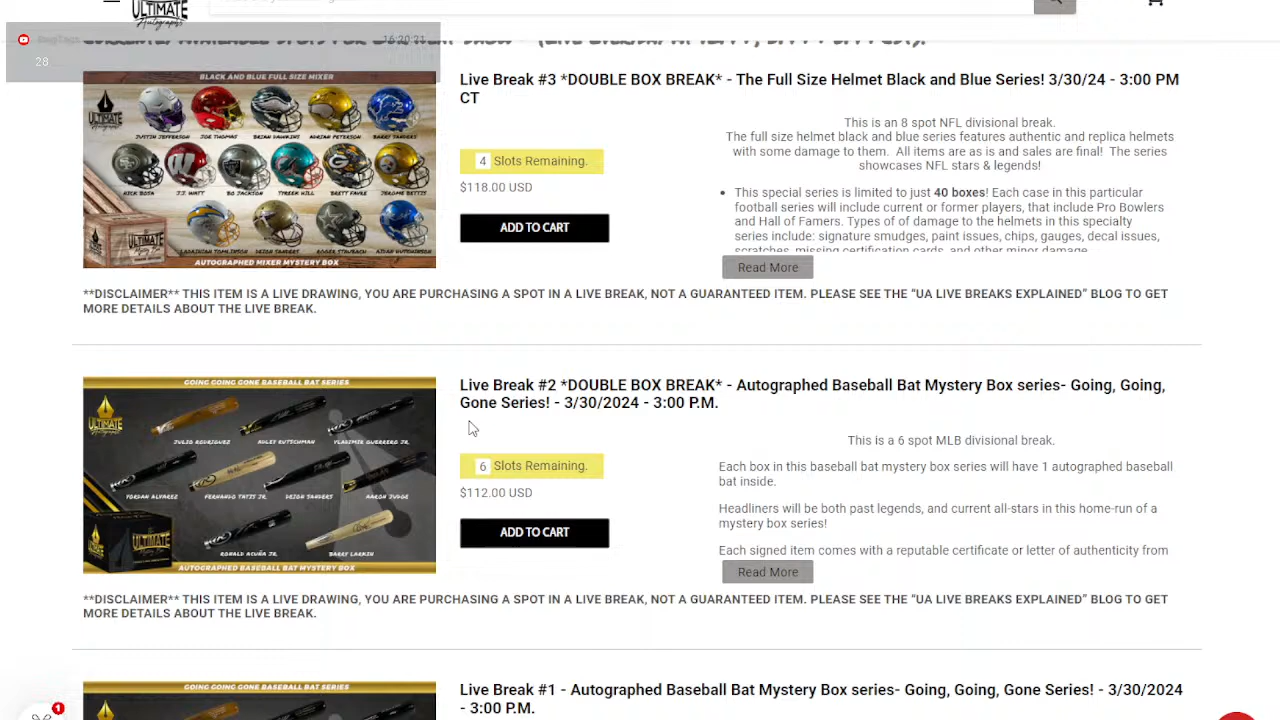 ULTIMATE
Autographs
16:20:21
28
BLACK AND BLUE FULL SIZE MIXER
ULTIMATE
JUSTIN JEFFERSON JOE THOMAS BRIAN DAWKINS ADRIAN PETERSON BARRY SANDERS
NICK BOSA J.J. WATT BO JACKSON TYREEK HILL BRETT FAVRE JEROME BETTIS
LADAINIAN TOMLINSON DEION SANDERS ROGER STAUBACH AIDAN HUTCHINSON
ULTIMATE
AUTOGRAPHED MIXER MYSTERY BOX
Live Break #3 *DOUBLE BOX BREAK* - The Full Size Helmet Black and Blue Series! 3/30/24 - 3:00 PM
CT
4 Slots Remaining.
$118.00 USD
ADD TO CART
This is an 8 spot NFL divisional break.
The full size helmet black and blue series features authentic and replica helmets
with some damage to them. All items are as is and sales are final! The series
showcases NFL stars & legends!
• This special series is limited to just 40 boxes! Each case in this particular
football series will include current or former players, that include Pro Bowlers
and Hall of Famers. Types of of damage to the helmets in this specialty
series include: signature smudges, paint issues, chips, gauges, decal issues,
scratches, missing certification cards, and other minor damage
Read More
**DISCLAIMER** THIS ITEM IS A LIVE DRAWING, YOU ARE PURCHASING A SPOT IN A LIVE BREAK, NOT A GUARANTEED ITEM. PLEASE SEE THE “UA LIVE BREAKS EXPLAINED” BLOG TO GET
MORE DETAILS ABOUT THE LIVE BREAK.
GOING GOING GONE BASEBALL BAT SERIES
ULTIMATE
JULIO RODRIGUEZ ADLEY RUTSCHMAN VLADIMIR GUERRERO JR.
YORDAN ALVAREZ FERNANDO TATIS JR. DEION SANDERS AARON JUDGE
RONALD ACUÑA JR. BARRY LARKIN
ULTIMATE
AUTOGRAPHED BASEBALL BAT MYSTERY BOX
Live Break #2 *DOUBLE BOX BREAK* - Autographed Baseball Bat Mystery Box series- Going, Going,
Gone Series! - 3/30/2024 - 3:00 P.M.
6 Slots Remaining.
$112.00 USD
ADD TO CART
This is a 6 spot MLB divisional break.
Each box in this baseball bat mystery box series will have 1 autographed baseball
bat inside.
Headliners will be both past legends, and current all-stars in this home-run of a
mystery box series!
Each signed item comes with a reputable certificate or letter of authenticity from
Read More
**DISCLAIMER** THIS ITEM IS A LIVE DRAWING, YOU ARE PURCHASING A SPOT IN A LIVE BREAK, NOT A GUARANTEED ITEM. PLEASE SEE THE “UA LIVE BREAKS EXPLAINED” BLOG TO GET
MORE DETAILS ABOUT THE LIVE BREAK.
GOING GOING GONE BASEBALL BAT SERIES
Live Break #1 - Autographed Baseball Bat Mystery Box series- Going, Going, Gone Series! - 3/30/2024
- 3:00 P.M.
1